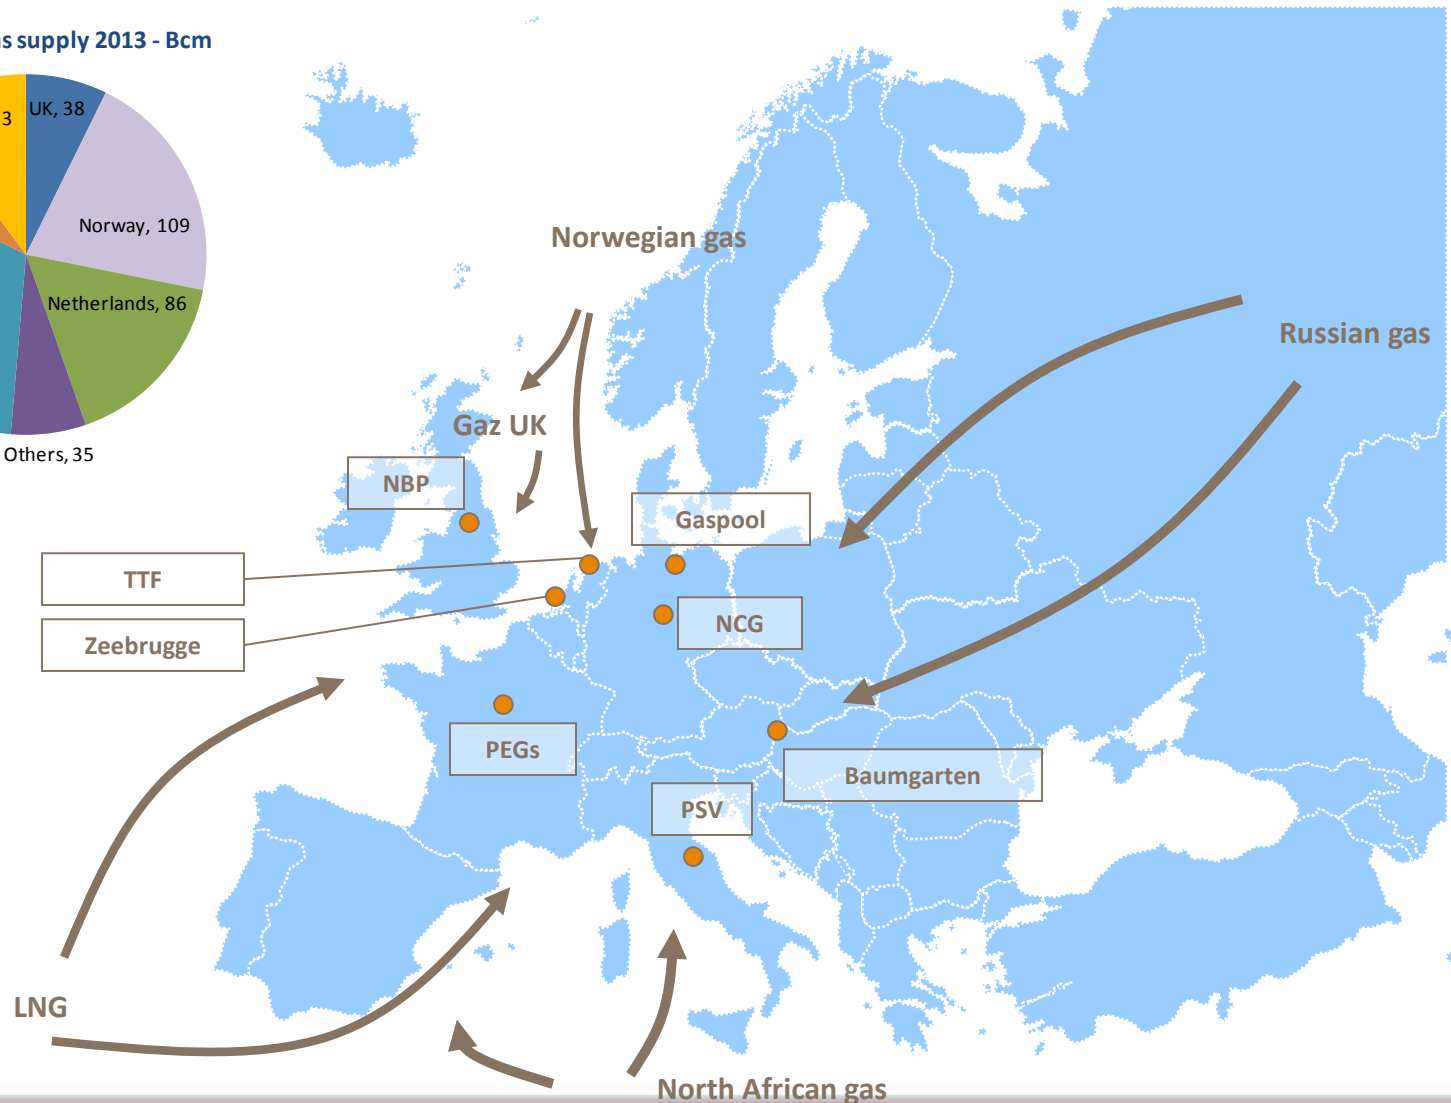 supply 2013 - Bcm
3
UK, 38
Norway, 109
Netherlands, 86
Others, 35
Norwegian gas
Russian gas
Gaz UK
NBP
Gaspool
TTF
NCG
Zeebrugge
PEGs
Baumgarten
PSV
LNG
North African gas